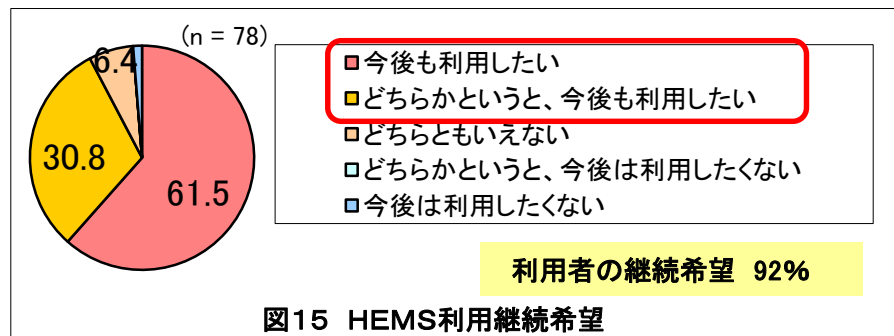 (n = 78)
6.4
30.8
61.5
今後も利用したい
どちらかというと、今後も利用したい
どちらともいえない
どちらかというと、今後は利用したくない
今後は利用したくない
利用者の継続希望 92%
図15 HEMS利用継続希望